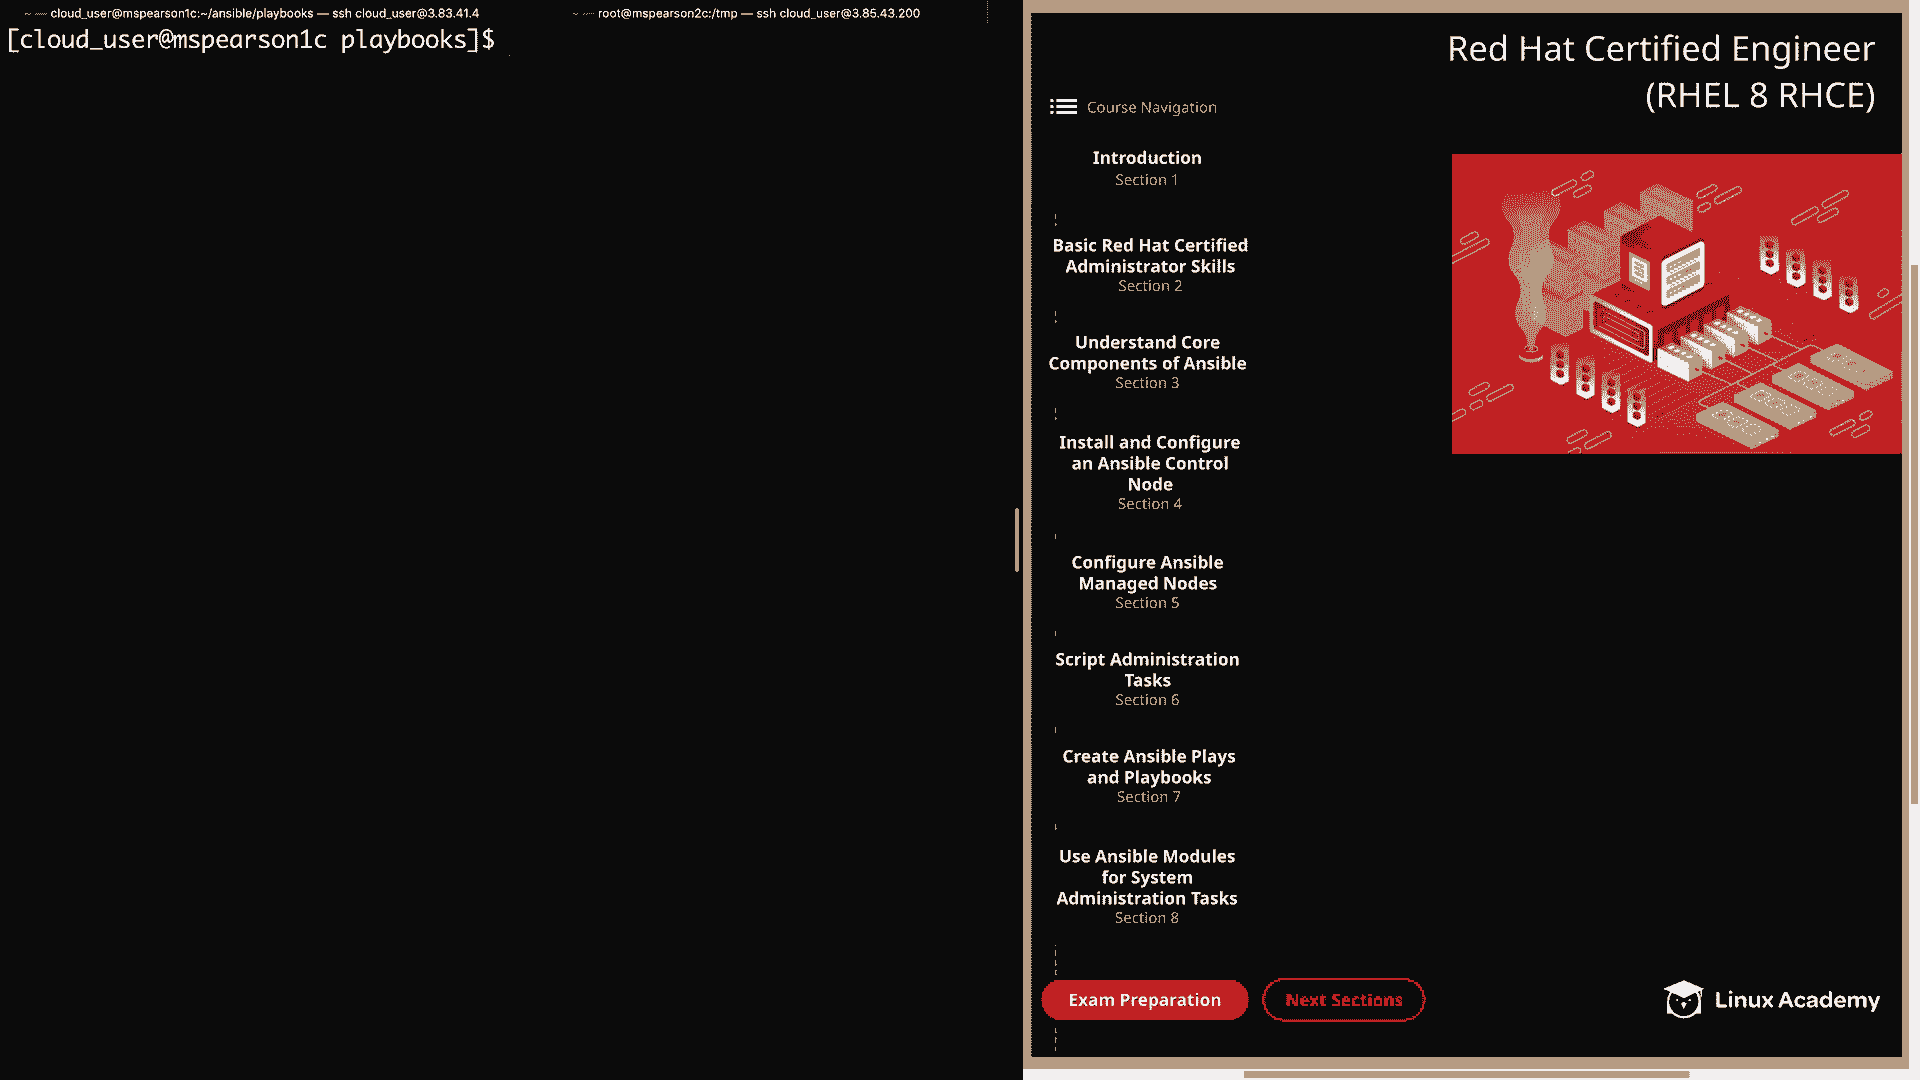 cloud_user@mspearson1c:~/ansible/playbooks — ssh cloud_user@3.83.41.4
root@mspearson2c:/tmp — ssh cloud_user@3.85.43.200
[cloud_user@mspearson1c playbooks]$
Red Hat Certified Engineer
(RHEL 8 RHCE)
Course Navigation
Introduction
Section 1
Basic Red Hat Certified
Administrator Skills
Section 2
Understand Core
Components of Ansible
Section 3
Install and Configure
an Ansible Control
Node
Section 4
Configure Ansible
Managed Nodes
Section 5
Script Administration
Tasks
Section 6
Create Ansible Plays
and Playbooks
Section 7
Use Ansible Modules
for System
Administration Tasks
Section 8
Exam Preparation
Next Sections
Linux Academy